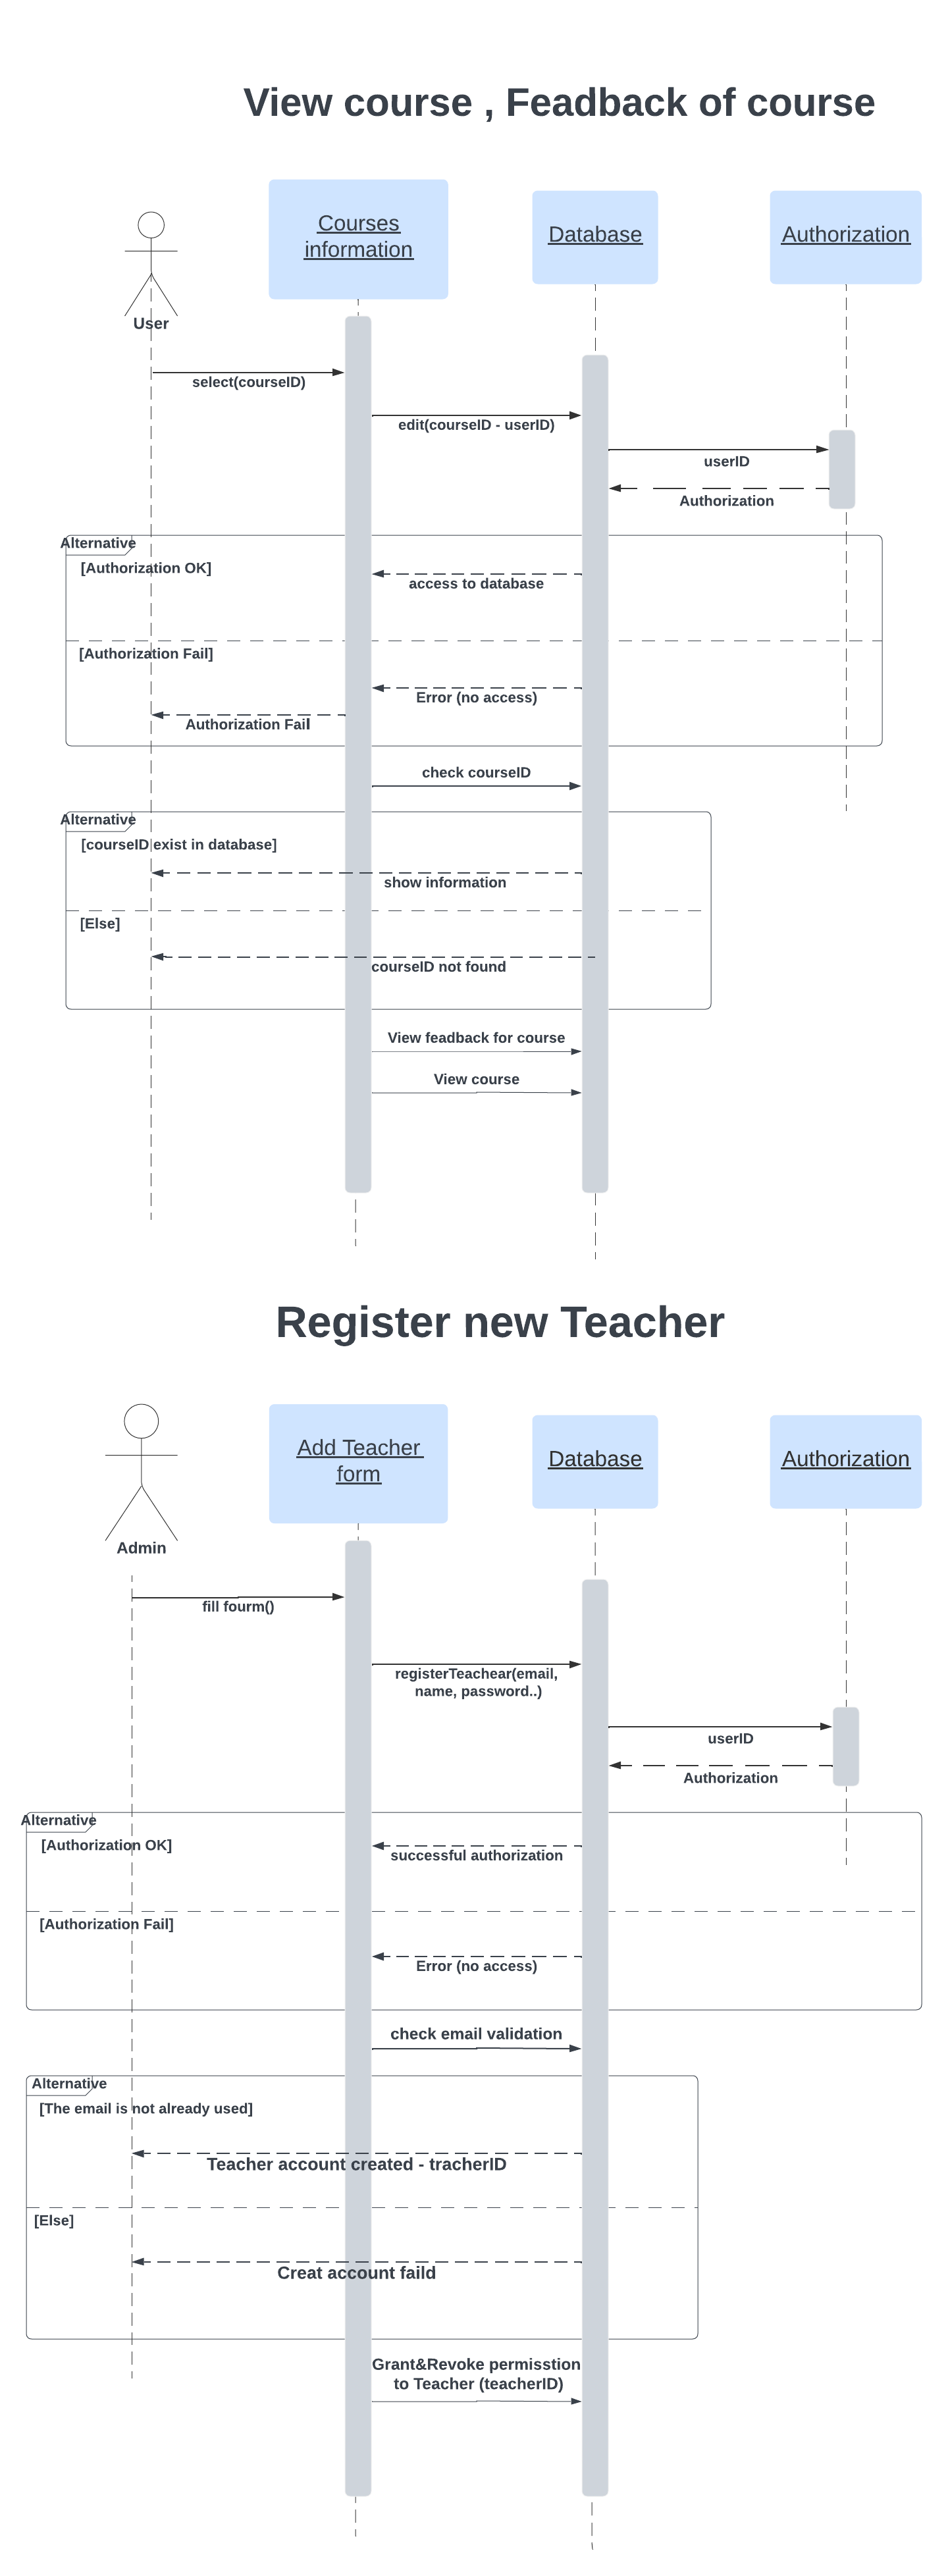 View course , Feadback of course
Courses
information
Database
Authorization
User
select(courseID)
edit(courseID - userID)
userID
Authorization
Alternative
[Authorization OK]
access to database
[Authorization Fail]
Error (no access)
Authorization Fail
check courseID
Alternative
[courseID exist in database]
show information
[Else]
courseID not found
View feadback for course
View course
Register new Teacher
Add Teacher
form
Database
Authorization
Admin
fill fourm()
registerTeachear(email,
name, password..)
userID
Authorization
Alternative
[Authorization OK]
successful authorization
[Authorization Fail]
Error (no access)
check email validation
Alternative
[The email is not already used]
Teacher account created - tracherID
[Else]
Creat account faild
Grant&Revoke permisstion
to Teacher (teacherID)